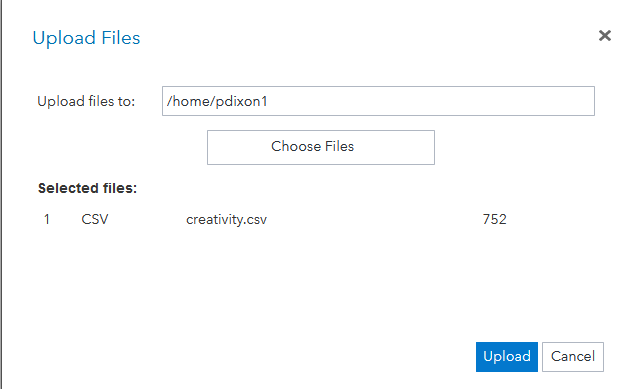 Upload Files
Upload files to: /home/pdixon1
Choose Files
Selected files:
1 CSV creativity.csv 752
Upload Cancel